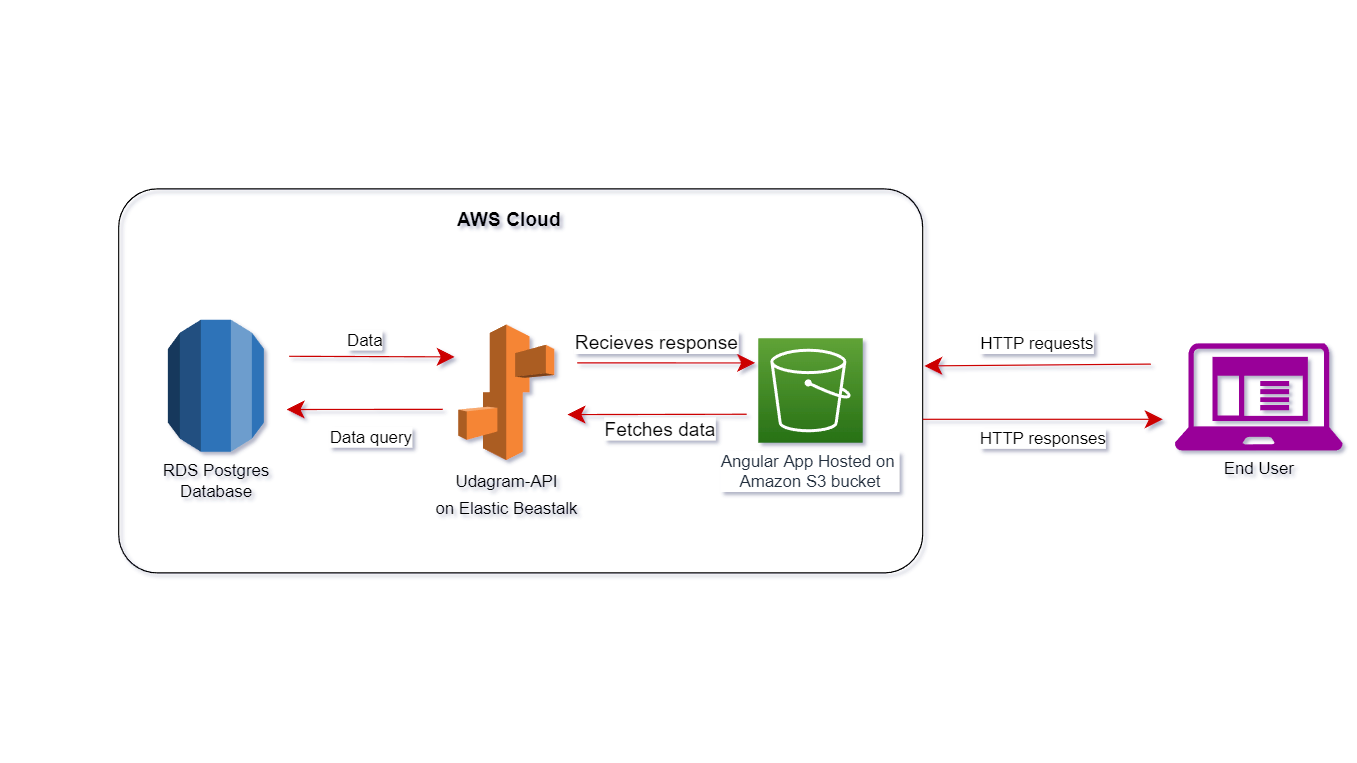 AWS Cloud
Data
Data query
RDS Postgres
Database
Udagram-API
on Elastic Beastalk
Recieves response
Fetches data
Angular App Hosted on
Amazon S3 bucket
HTTP requests
HTTP responses
End User